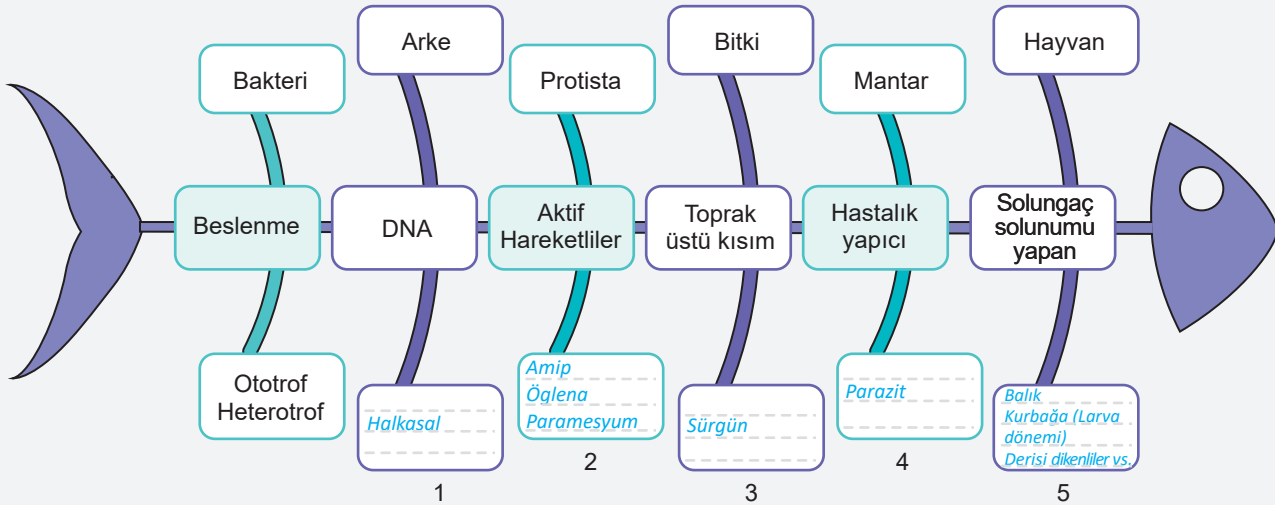 Arke
Bitki
Hayvan
Bakteri
Protista
Mantar
Beslenme
DNA
Aktif
Hareketliler
Toprak
üstü kısım
Hastalık
yapıcı
Solungaç
solunumu
yapan
Ototrof
Heterotrof
Halkasal
Amip
Öglena
Paramesyum
Sürgün
Parazit
Balık
Kurbağa (Larva
dönemi)
Derisi dikenliler vs.
1
2
3
4
5